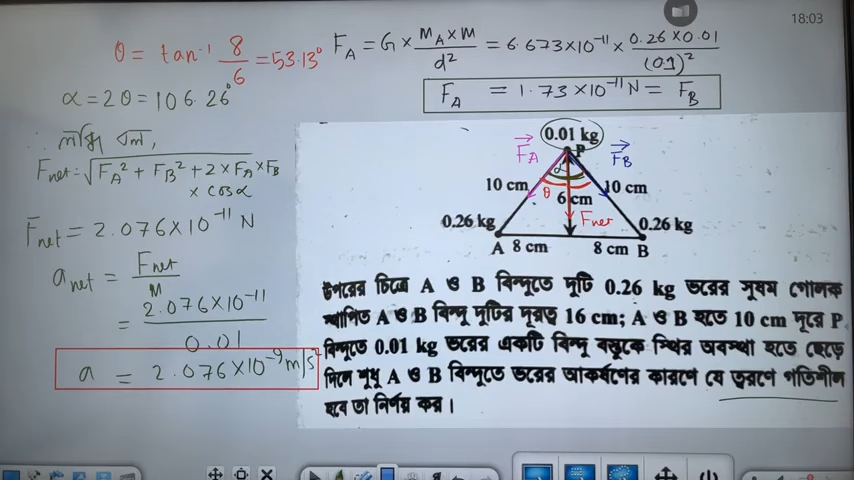 18:03
θ = tan⁻¹ 8/6 = 53.13°
F_A = G × (M_A × M)/d² = 6.673×10⁻¹¹ × (0.26×0.01)/(0.1)²
α = 2θ = 106.26°
F_A = 1.73×10⁻¹¹ N = F_B
∴ লব্ধি বল,
F_net = √(F_A² + F_B² + 2×F_A×F_B × cosα)
F_net = 2.076×10⁻¹¹ N
a_net = F_net/M
= (2.076×10⁻¹¹)/0.01
a = 2.076×10⁻⁹ m/s²
0.01 kg
P
F_A
F_B
α
θ
10 cm
10 cm
6 cm
F_net
0.26 kg
0.26 kg
A 8 cm 8 cm B
উপরের চিত্রে A ও B বিন্দুতে দুটি 0.26 kg ভরের সুষম গোলক
স্থাপিত A ও B বিন্দু দুটির দূরত্ব 16 cm; A ও B হতে 10 cm দূরে P
বিন্দুতে 0.01 kg ভরের একটি বিন্দু বস্তুকে স্থির অবস্থা হতে ছেড়ে
দিলে শুধু A ও B বিন্দুতে ভরের আকর্ষণের কারণে যে ত্বরণে গতিশীল
হবে তা নির্ণয় কর।